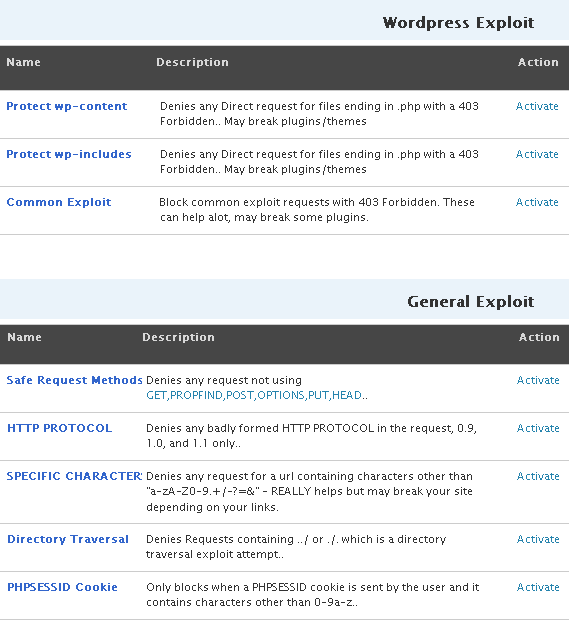 Wordpress Exploit
Name Description Action
Protect wp-content Denies any Direct request for files ending in .php with a 403 Activate
Forbidden.. May break plugins/themes
Protect wp-includes Denies any Direct request for files ending in .php with a 403 Activate
Forbidden.. May break plugins/themes
Common Exploit Block common exploit requests with 403 Forbidden. These Activate
can help alot, may break some plugins.
General Exploit
Name Description Action
Safe Request Methods Denies any request not using Activate
GET,PROPFIND,POST,OPTIONS,PUT,HEAD..
HTTP PROTOCOL Denies any badly formed HTTP PROTOCOL in the request, 0.9, Activate
1.0, and 1.1 only..
SPECIFIC CHARACTER Denies any request for a url containing characters other than Activate
"a-zA-Z0-9.+/-?=&" - REALLY helps but may break your site
depending on your links.
Directory Traversal Denies Requests containing ../ or ./. which is a directory Activate
traversal exploit attempt..
PHPSESSID Cookie Only blocks when a PHPSESSID cookie is sent by the user and it Activate
contains characters other than 0-9a-z..